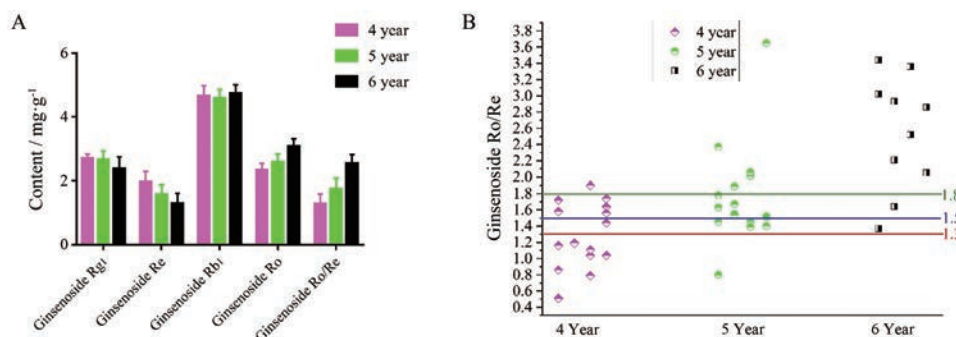 A
4 year
5 year
6 year
Content / mg·g-1
6
4
2
0
Ginsenoside Rg1
Ginsenoside Re
Ginsenoside Rb1
Ginsenoside Ro
Ginsenoside Ro/Re
B
4 year
5 year
6 year
Ginsenoside Ro/Re
3.8
3.6
3.4
3.2
3.0
2.8
2.6
2.4
2.2
2.0
1.8
1.6
1.4
1.2
1.0
0.8
0.6
0.4
1.8
4 Year
5 Year
6 Year